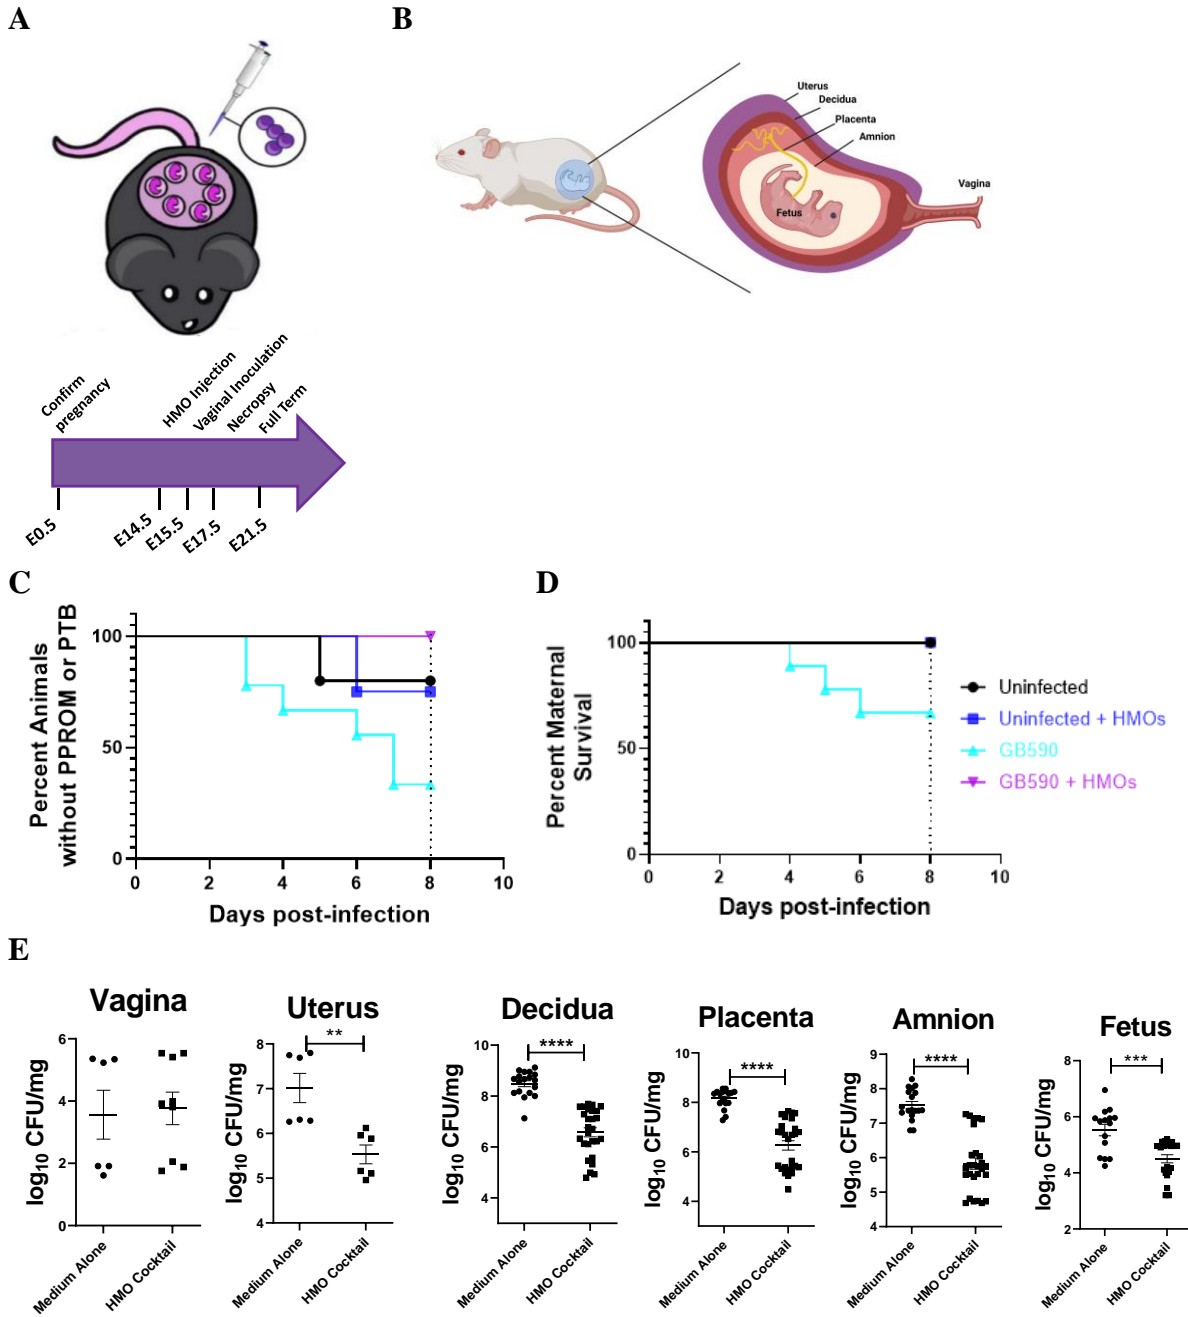 A
B
Uterus
Decidua
Placenta
Amnion
Vagina
Fetus
Confirm
pregnancy
HMO Injection
Vaginal Inoculation
Necropsy
Full Term
E0.5
E14.5
E15.5
E17.5
E21.5
C
D
Percent Animals
without PPROM or PTB
100
50
0
0 2 4 6 8 10
Days post-infection
Percent Maternal
Survival
100
50
0
0 2 4 6 8 10
Days post-infection
Uninfected
Uninfected + HMOs
GB590
GB590 + HMOs
E
Vagina
log10 CFU/mg
6
4
2
0
Medium Alone
HMO Cocktail
Uterus
**
log10 CFU/mg
8
7
6
5
4
Medium Alone
HMO Cocktail
Decidua
****
log10 CFU/mg
10
8
6
4
Medium Alone
HMO Cocktail
Placenta
****
log10 CFU/mg
10
8
6
4
Medium Alone
HMO Cocktail
Amnion
****
log10 CFU/mg
9
8
7
6
5
4
Medium Alone
HMO Cocktail
Fetus
***
log10 CFU/mg
8
6
4
2
Medium Alone
HMO Cocktail